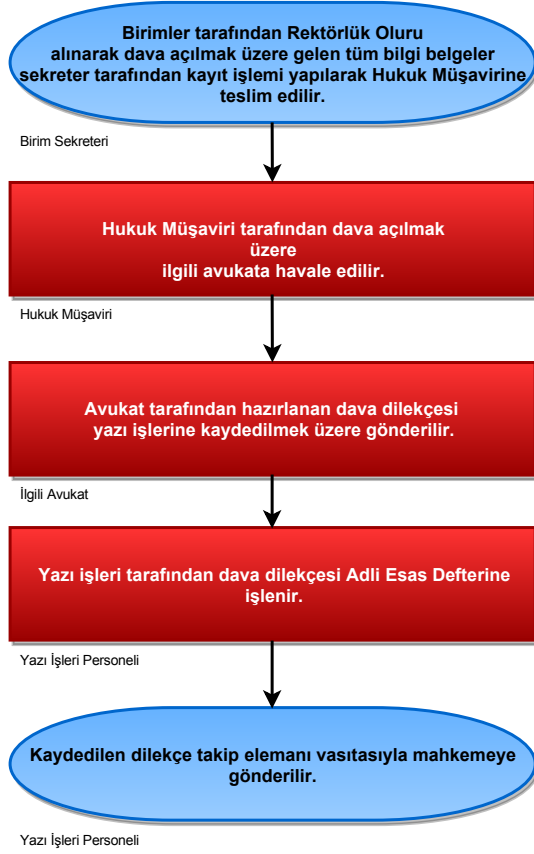 Birimler tarafından Rektörlük Oluru
alınarak dava açılmak üzere gelen tüm bilgi belgeler
sekreter tarafından kayıt işlemi yapılarak Hukuk Müşavirine
teslim edilir.
Birim Sekreteri
Hukuk Müşaviri tarafından dava açılmak
üzere
ilgili avukata havale edilir.
Hukuk Müşaviri
Avukat tarafından hazırlanan dava dilekçesi
yazı işlerine kaydedilmek üzere gönderilir.
İlgili Avukat
Yazı işleri tarafından dava dilekçesi Adli Esas Defterine
işlenir.
Yazı İşleri Personeli
Kaydedilen dilekçe takip elemanı vasıtasıyla mahkemeye
gönderilir.
Yazı İşleri Personeli